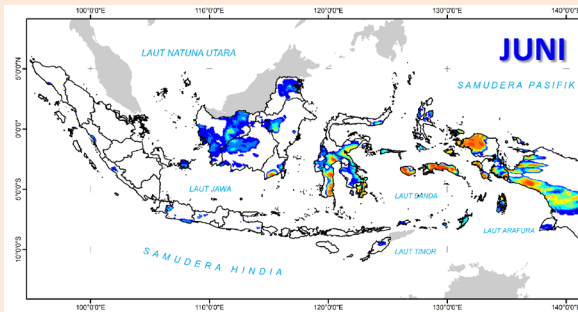 100°0'0"E 110°0'0"E 120°0'0"E 130°0'0"E 140°0'0"E
JUNI
LAUT NATUNA UTARA
SAMUDERA PASIFIK
LAUT JAWA
LAUT BANDA
LAUT ARAFURA
LAUT TIMOR
SAMUDERA HINDIA
5°0'0"N
0°0'0"
5°0'0"S
10°0'0"S
100°0'0"E 110°0'0"E 120°0'0"E 130°0'0"E 140°0'0"E